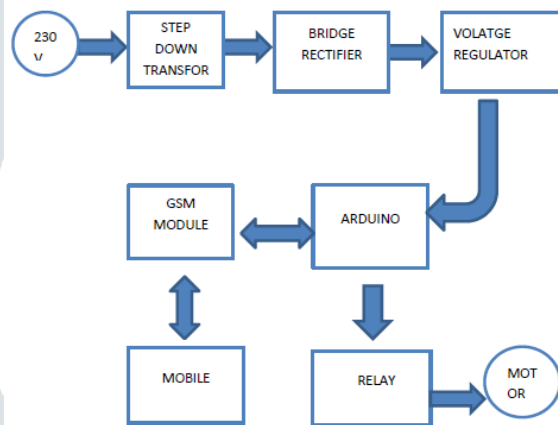 230
V
STEP
DOWN
TRANSFOR
BRIDGE
RECTIFIER
VOLATGE
REGULATOR
GSM
MODULE
ARDUINO
MOBILE
RELAY
MOT
OR